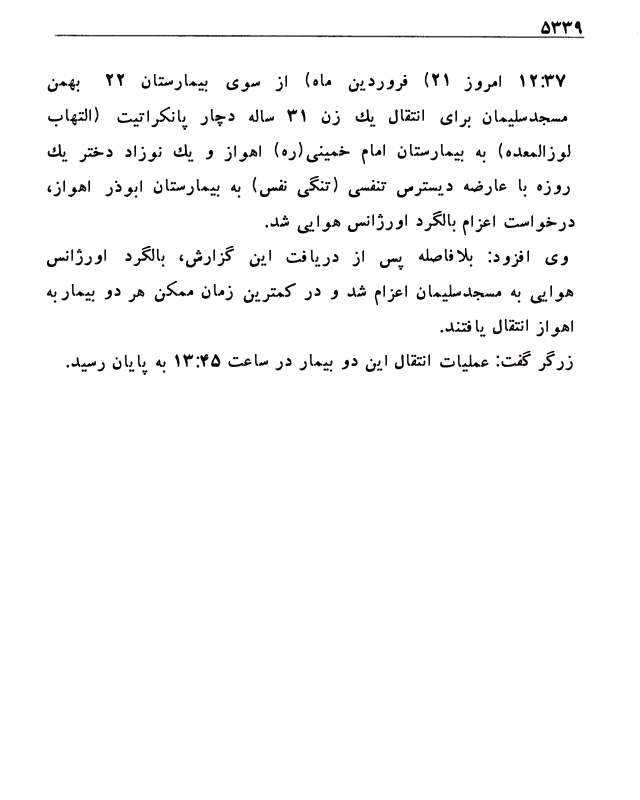 ۵۳۳۹
۱۲:۳۷ امروز ۲۱) فروردین ماه) از سوی بیمارستان ۲۲ بهمن
مسجدسلیمان برای انتقال یك زن ۳۱ ساله دچار پانکراتیت (التهاب
لوزالمعده) به بیمارستان امام خمینی(ره) اهواز و یك نوزاد دختر یك
روزه با عارضه دیسترس تنفسی (تنگی نفس) به بیمارستان ابوذر اهواز،
درخواست اعزام بالگرد اورژانس هوایی شد.
وی افزود: بلافاصله پس از دریافت این گزارش، بالگرد اورژانس
هوایی به مسجدسلیمان اعزام شد و در کمترین زمان ممکن هر دو بیمار به
اهواز انتقال یافتند.
زرگر گفت: عملیات انتقال این دو بیمار در ساعت ۱۳:۴۵ به پایان رسید.